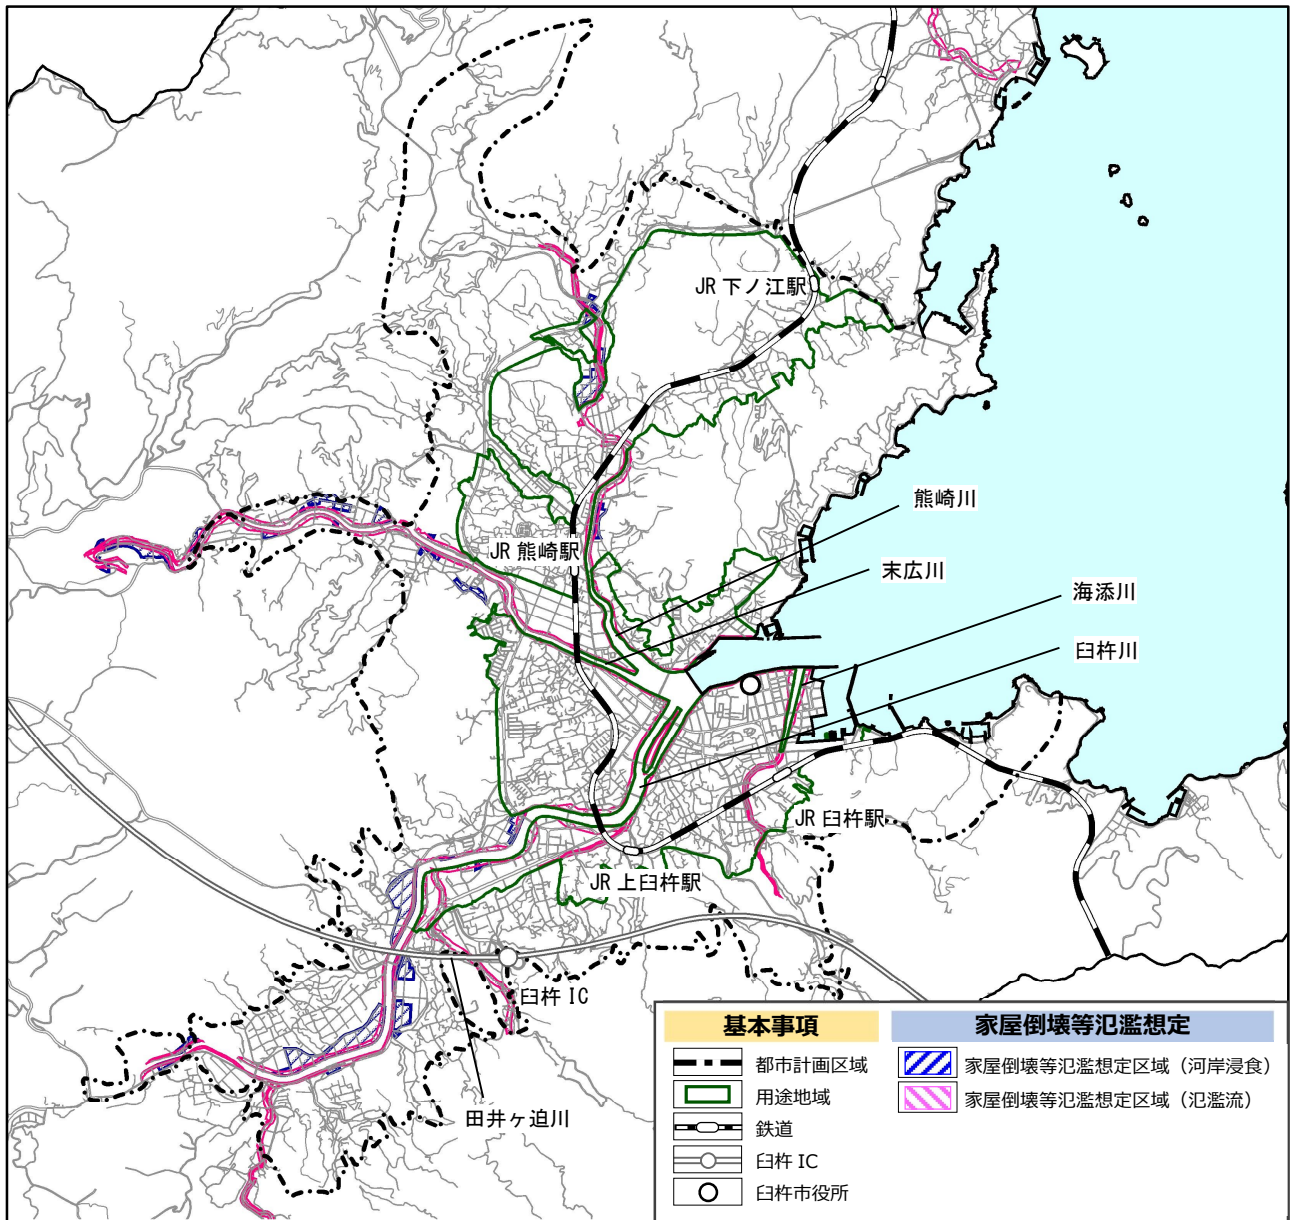 JR 下ノ江駅
熊崎川
JR 熊崎駅
末広川
海添川
臼杵川
JR 臼杵駅
JR 上臼杵駅
臼杵 IC
田井ヶ迫川
基本事項
都市計画区域
用途地域
鉄道
臼杵 IC
臼杵市役所
家屋倒壊等氾濫想定
家屋倒壊等氾濫想定区域（河岸浸食）
家屋倒壊等氾濫想定区域（氾濫流）